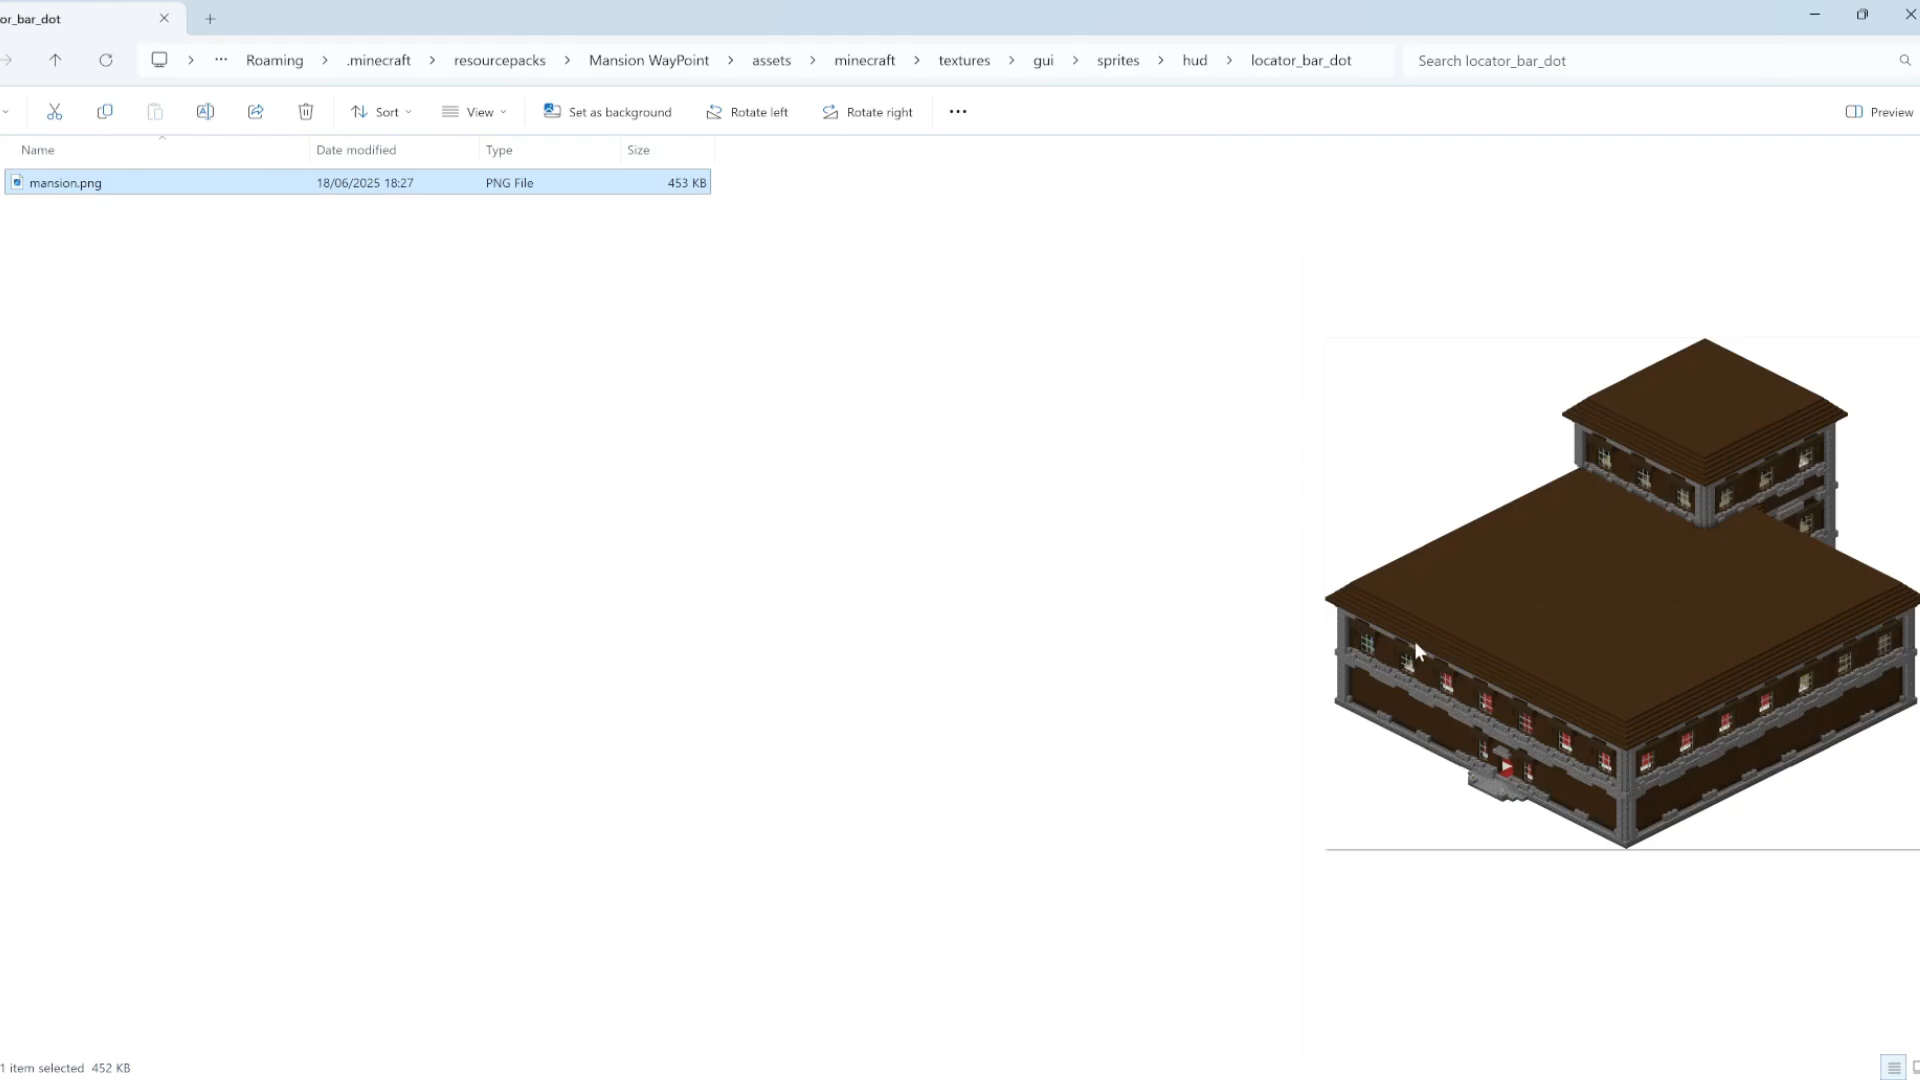 or_bar_dot
··· Roaming > .minecraft > resourcepacks > Mansion WayPoint > assets > minecraft > textures > gui > sprites > hud > locator_bar_dot
Search locator_bar_dot
Sort View Set as background Rotate left Rotate right ··· Preview
Name Date modified Type Size
mansion.png 18/06/2025 18:27 PNG File 453 KB
1 item selected 452 KB